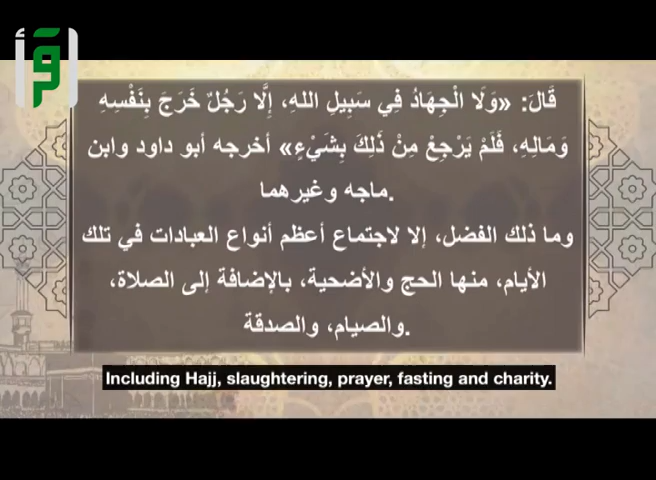 اقرأ
قَالَ: «وَلَا الْجِهَادُ فِي سَبِيلِ اللهِ، إِلَّا رَجُلٌ خَرَجَ بِنَفْسِهِ
وَمَالِهِ، فَلَمْ يَرْجِعْ مِنْ ذَلِكَ بِشَيْءٍ» أخرجه أبو داود وابن
ماجه وغيرهما.
وما ذلك الفضل، إلا لاجتماع أعظم أنواع العبادات في تلك
الأيام، منها الحج والأضحية، بالإضافة إلى الصلاة،
والصيام، والصدقة.
Including Hajj, slaughtering, prayer, fasting and charity.